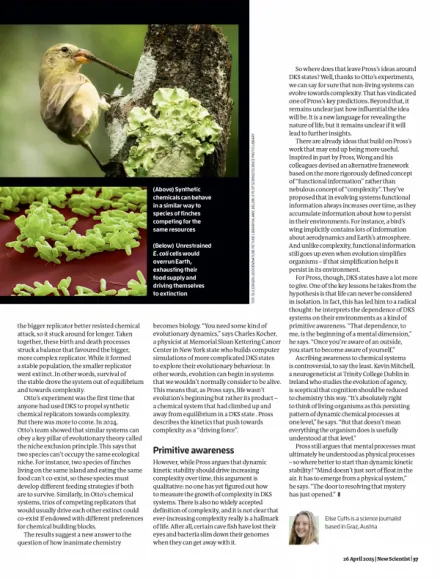 (Above) Synthetic
chemicals can behave
in a similar way to
species of finches
competing for the
same resources
(Below) Unrestrained
E. coli cells would
overrun Earth,
exhausting their
food supply and
driving themselves
to extinction
the bigger replicator better resisted chemical
attack, so it stuck around for longer. Taken
together, these birth and death processes
struck a balance that favoured the bigger,
more complex replicator. While it formed
a stable population, the smaller replicator
went extinct. In other words, survival of
the stable drove the system out of equilibrium
and towards complexity.
Otto's experiment was the first time that
anyone had used DKS to propel synthetic
chemical replicators towards complexity.
But there was more to come. In 2024,
Otto's team showed that similar systems can
obey a key pillar of evolutionary theory called
the niche exclusion principle. This says that
two species can't occupy the same ecological
niche. For instance, two species of finches
living on the same island and eating the same
food can't co-exist, so these species must
develop different feeding strategies if both
are to survive. Similarly, in Otto's chemical
systems, trios of competing replicators that
would usually drive each other extinct could
co-exist if endowed with different preferences
for chemical building blocks.
The results suggest a new answer to the
question of how inanimate chemistry
becomes biology. "You need some kind of
evolutionary dynamics," says Charles Kocher,
a physicist at Memorial Sloan Kettering Cancer
Center in New York state who builds computer
simulations of more complicated DKS states
to explore their evolutionary behaviour. In
other words, evolution can begin in systems
that we wouldn't normally consider to be alive.
This means that, as Pross says, life wasn't
evolution's beginning but rather its product –
a chemical system that had climbed up and
away from equilibrium in a DKS state. Pross
describes the kinetics that push towards
complexity as a "driving force".
Primitive awareness
However, while Pross argues that dynamic
kinetic stability should drive increasing
complexity over time, this argument is
qualitative: no one has yet figured out how
to measure the growth of complexity in DKS
systems. There is also no widely accepted
definition of complexity, and it is not clear that
ever-increasing complexity really is a hallmark
of life. After all, certain cave fish have lost their
eyes and bacteria slim down their genomes
when they can get away with it.
So where does that leave Pross's ideas around
DKS states? Well, thanks to Otto's experiments,
we can say for sure that non-living systems can
evolve towards complexity. That has vindicated
one of Pross's key predictions. Beyond that, it
remains unclear just how influential the idea
will be. It is a new language for revealing the
nature of life, but it remains unclear if it will
lead to further insights.
There are already ideas that build on Pross's
work that may end up being more useful.
Inspired in part by Pross, Wong and his
colleagues devised an alternative framework
based on the more rigorously defined concept
of "functional information" rather than
nebulous concept of "complexity". They've
proposed that in evolving systems functional
information always increases over time, as they
accumulate information about how to persist
in their environments. For instance, a bird's
wing implicitly contains lots of information
about aerodynamics and Earth's atmosphere.
And unlike complexity, functional information
still goes up even when evolution simplifies
organisms – if that simplification helps it
persist in its environment.
For Pross, though, DKS states have a lot more
to give. One of the key lessons he takes from the
hypothesis is that life can never be considered
in isolation. In fact, this has led him to a radical
thought: he interprets the dependence of DKS
systems on their environments as a kind of
primitive awareness. "That dependence, to
me, is the beginning of a mental dimension,"
he says. "Once you're aware of an outside,
you start to become aware of yourself."
Ascribing awareness to chemical systems
is controversial, to say the least. Kevin Mitchell,
a neurogeneticist at Trinity College Dublin in
Ireland who studies the evolution of agency,
is sceptical that cognition should be reduced
to chemistry this way. "It's absolutely right
to think of living organisms as this persisting
pattern of dynamic chemical processes at
one level," he says. "But that doesn't mean
everything the organism does is usefully
understood at that level."
Pross still argues that mental processes must
ultimately be understood as physical processes
– so where better to start than dynamic kinetic
stability? "Mind doesn't just sort of float in the
air. It has to emerge from a physical system,"
he says. "The door to resolving that mystery
has just opened."
Elise Cutts is a science journalist
based in Graz, Austria
26 April 2025 | New Scientist | 37